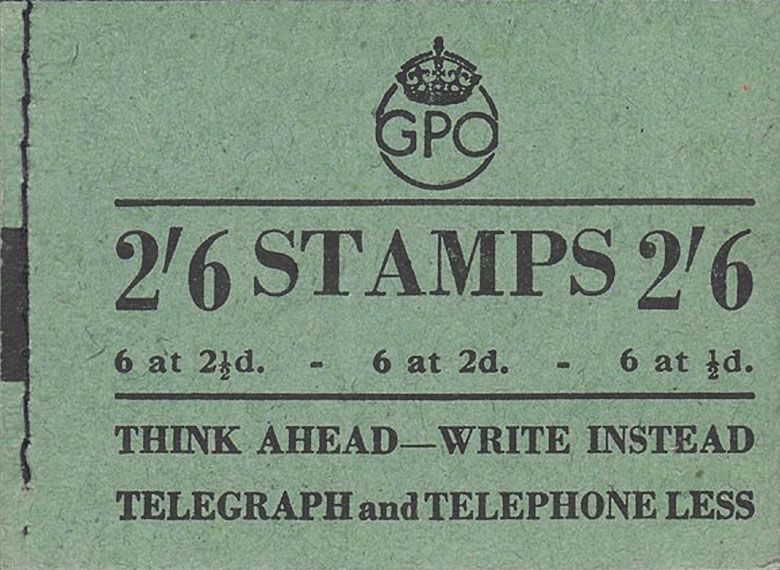 GPO
2'6 STAMPS 2'6
6 at 2½d. - 6 at 2d. - 6 at ½d.
THINK AHEAD—WRITE INSTEAD
TELEGRAPH and TELEPHONE LESS